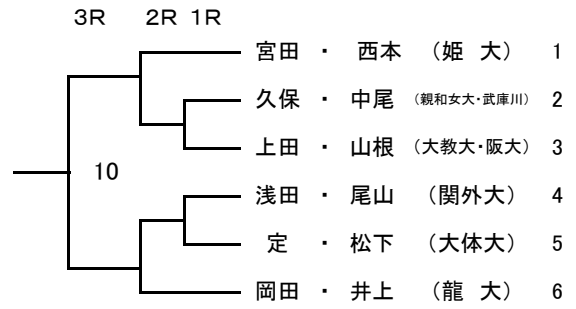 ３Ｒ ２Ｒ １Ｒ
宮田 ・ 西本 （姫 大） 1
久保 ・ 中尾 （親和女大・武庫川） 2
上田 ・ 山根 （大教大・阪大） 3
10
浅田 ・ 尾山 （関外大） 4
定 ・ 松下 （大体大） 5
岡田 ・ 井上 （龍 大） 6